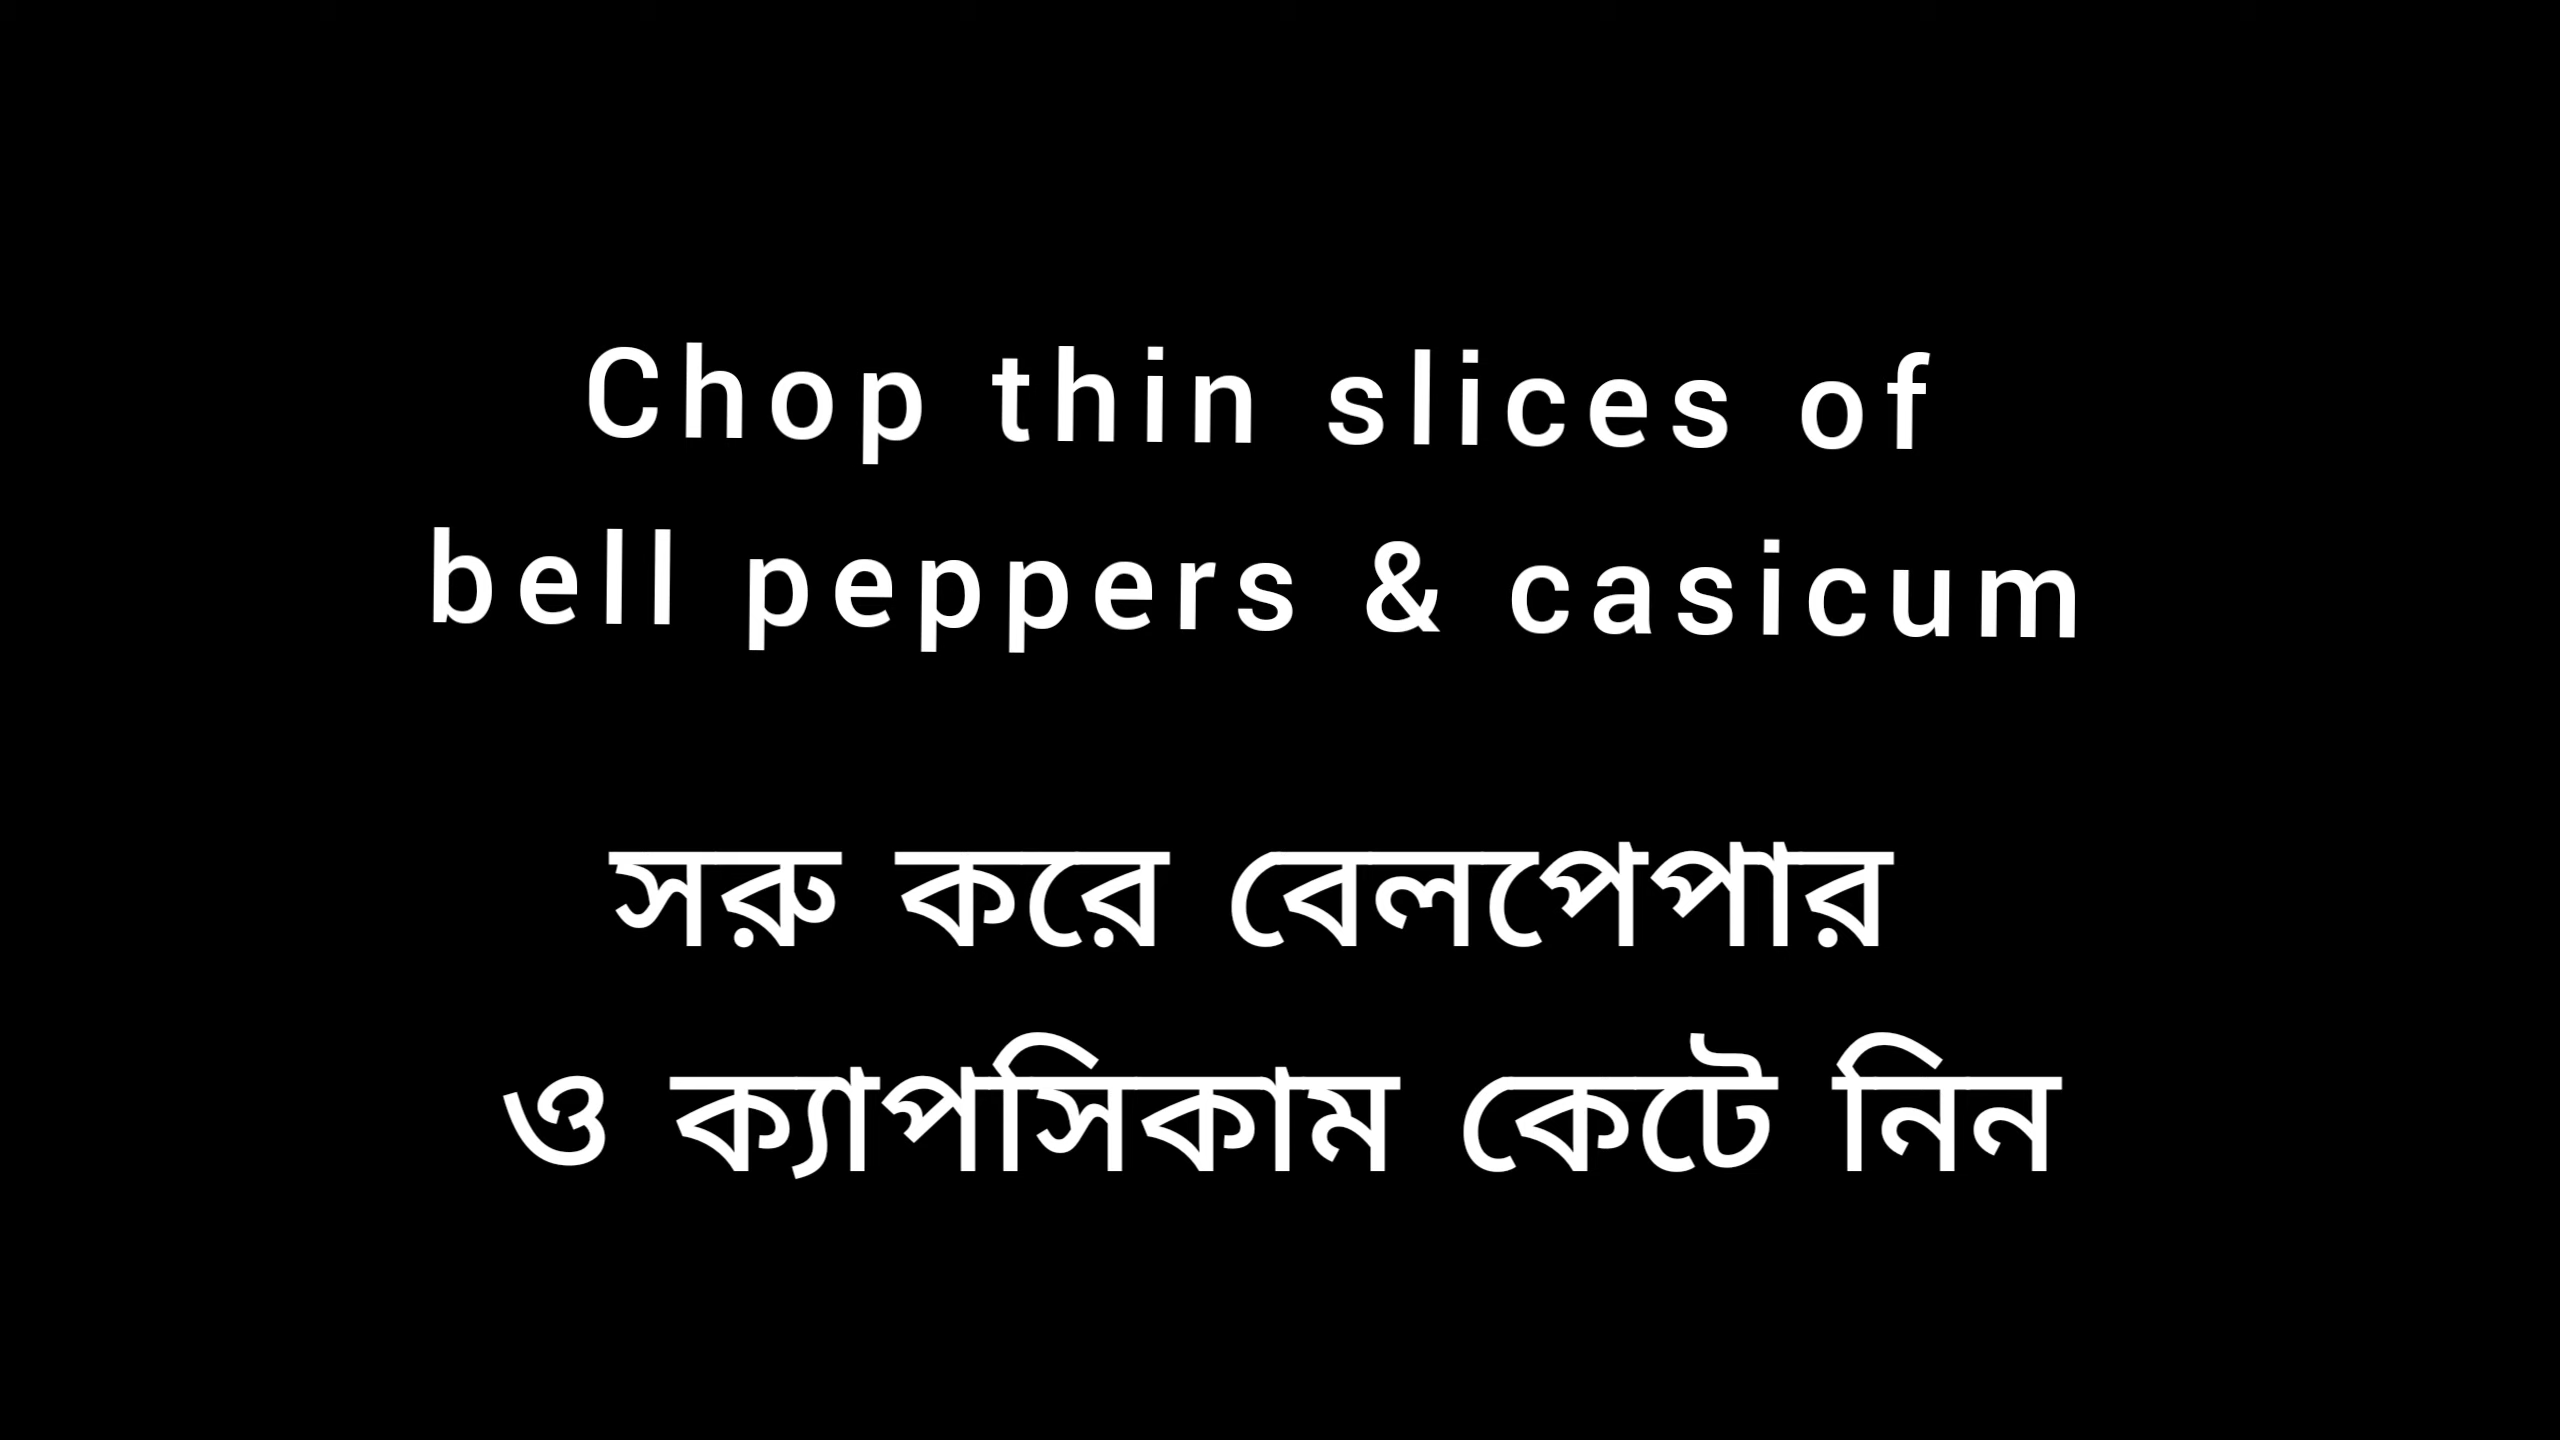 Chop thin slices of
bell peppers & casicum
সরু করে বেলপেপার
ও ক্যাপসিকাম কেটে নিন